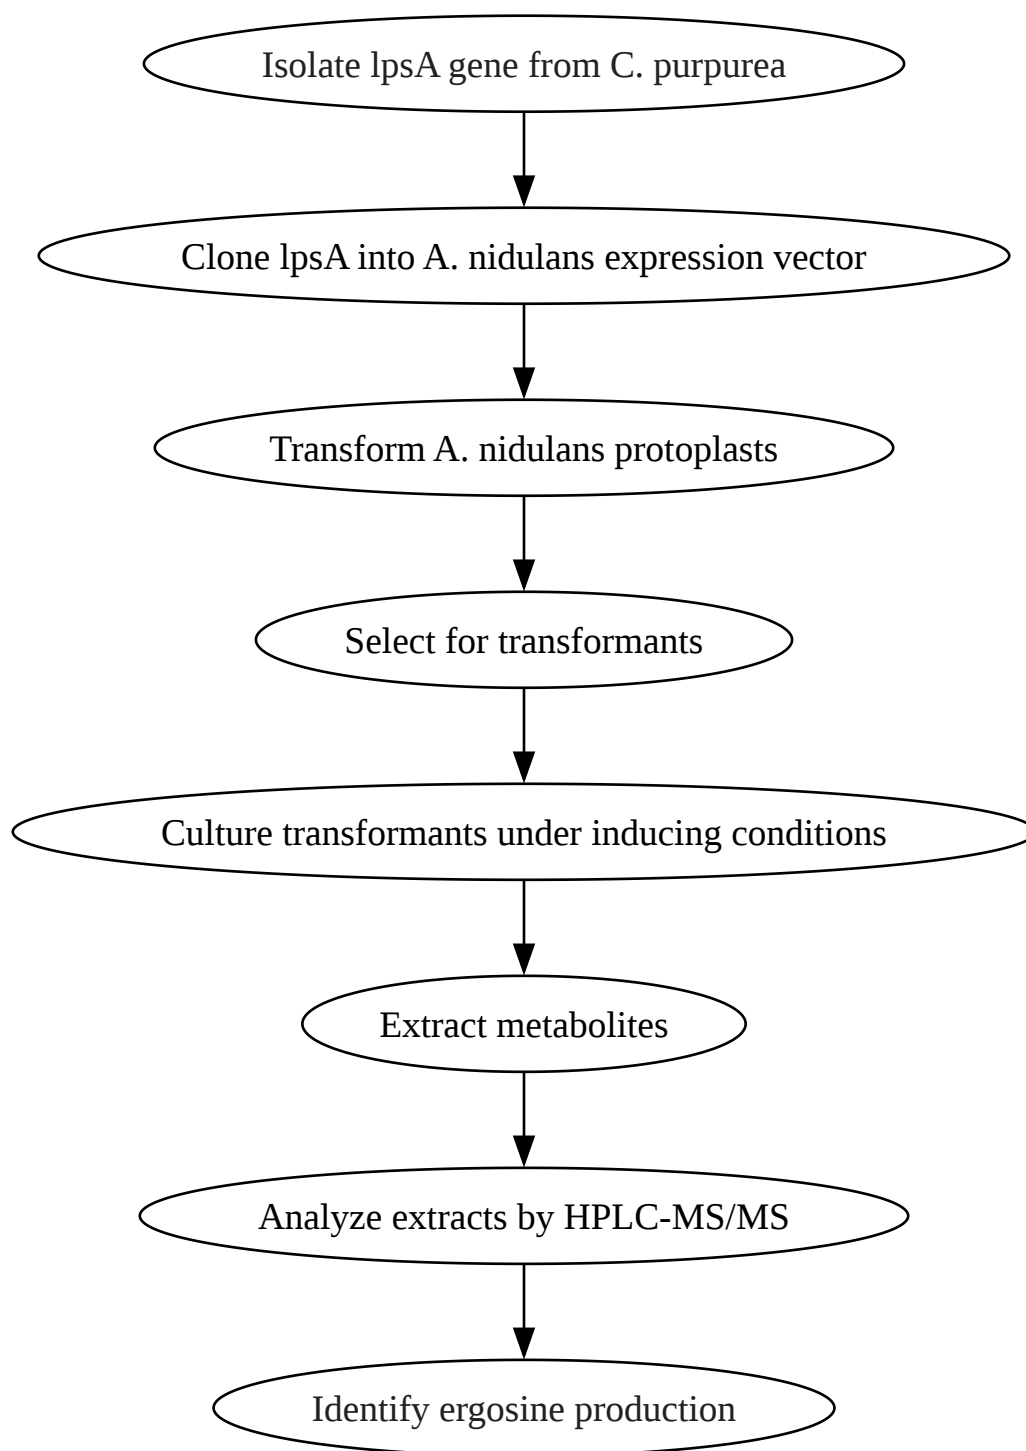 Isolate lpsA gene from C. purpurea
Clone lpsA into A. nidulans expression vector
Transform A. nidulans protoplasts
Select for transformants
Culture transformants under inducing conditions
Extract metabolites
Analyze extracts by HPLC-MS/MS
Identify ergosine production